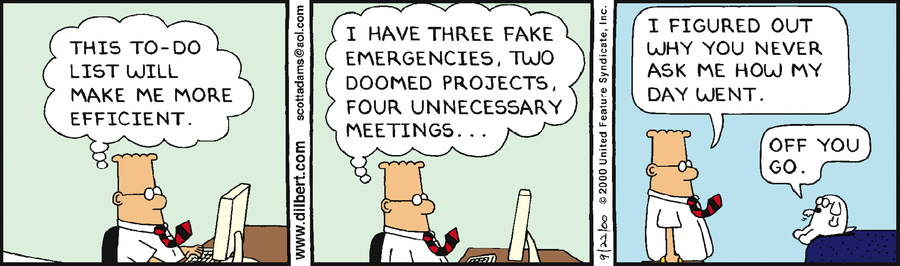 THIS TO-DO
LIST WILL
MAKE ME MORE
EFFICIENT.
www.dilbert.com
scottadams@aol.com
I HAVE THREE FAKE
EMERGENCIES, TWO
DOOMED PROJECTS,
FOUR UNNECESSARY
MEETINGS...
9/22/00 © 2000 United Feature Syndicate, Inc.
I FIGURED OUT
WHY YOU NEVER
ASK ME HOW MY
DAY WENT.
OFF YOU
GO.